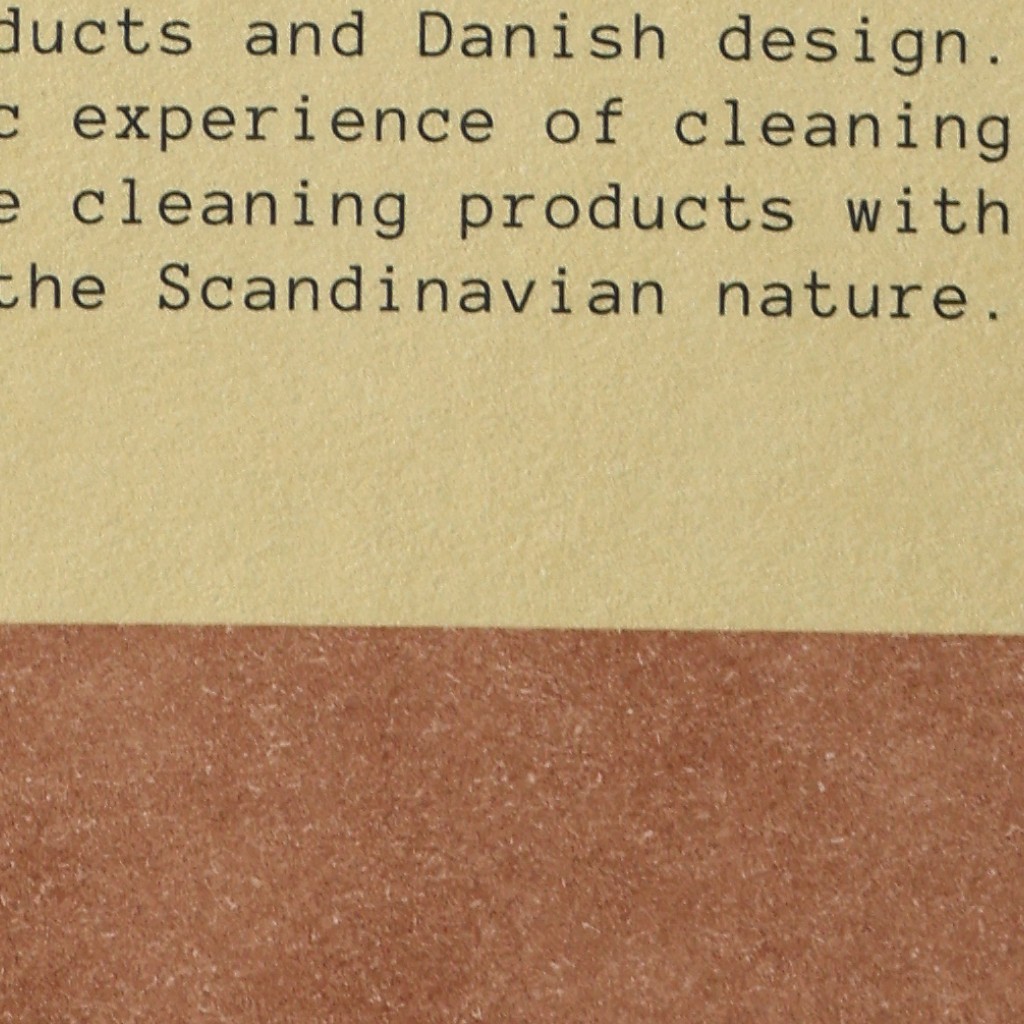 ducts and Danish design.
c experience of cleaning
e cleaning products with
the Scandinavian nature.